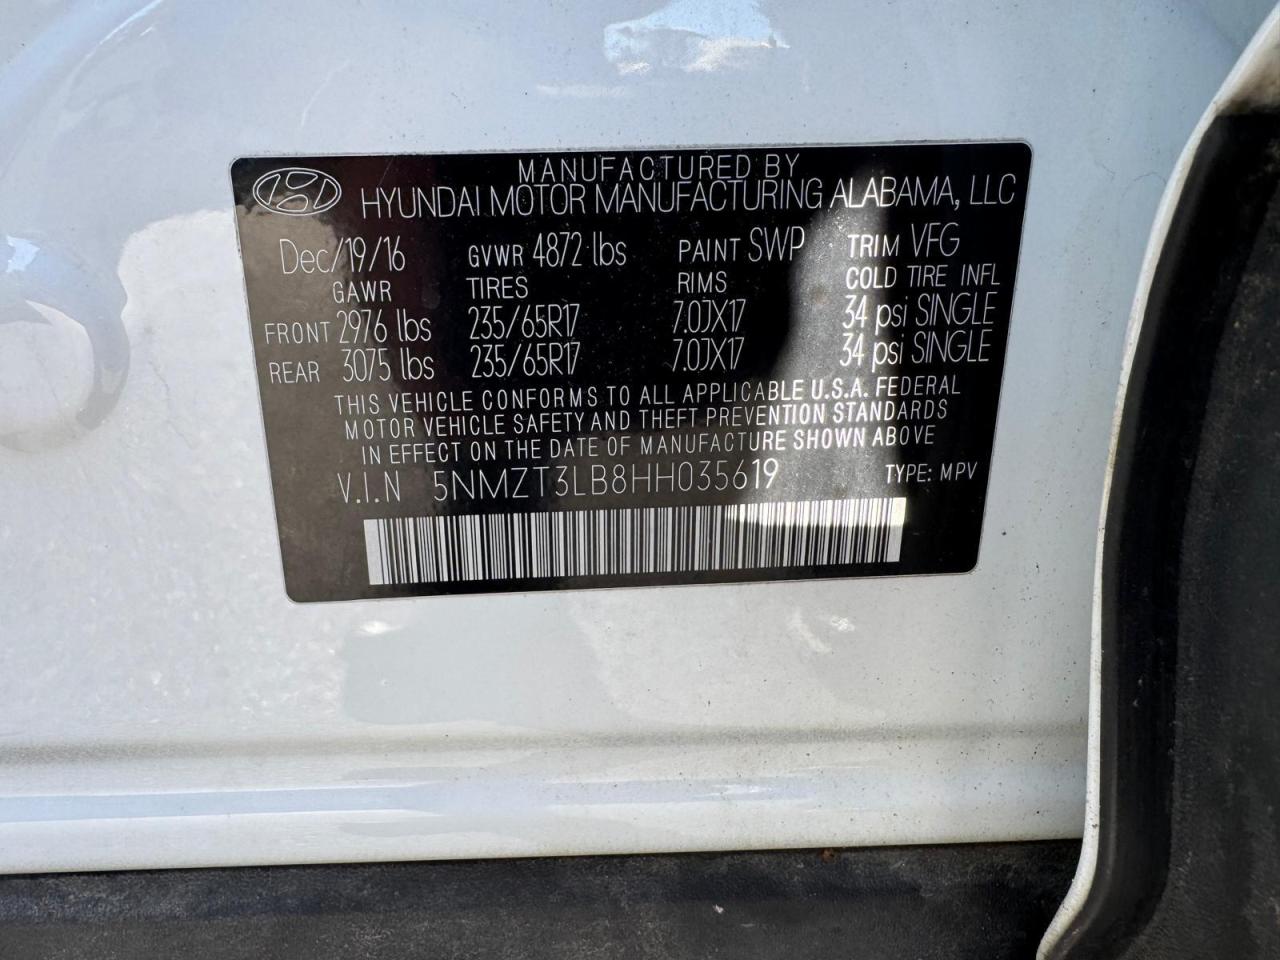 MANUFACTURED BY
HYUNDAI MOTOR MANUFACTURING ALABAMA, LLC
Dec/19/16 GVWR 4872 lbs PAINT SWP TRIM VFG
GAWR TIRES RIMS COLD TIRE INFL
FRONT 2976 lbs 235/65R17 7.0JX17 34 psi SINGLE
REAR 3075 lbs 235/65R17 7.0JX17 34 psi SINGLE
THIS VEHICLE CONFORMS TO ALL APPLICABLE U.S.A. FEDERAL
MOTOR VEHICLE SAFETY AND THEFT PREVENTION STANDARDS
IN EFFECT ON THE DATE OF MANUFACTURE SHOWN ABOVE
V.I.N 5NMZT3LB8HH035619 TYPE: MPV